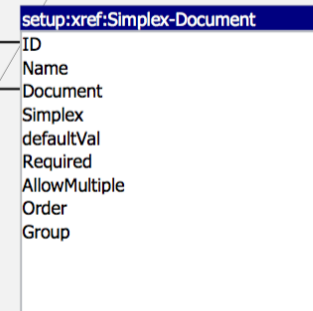 setup:xref:Simplex-Document
ID
Name
Document
Simplex
defaultVal
Required
AllowMultiple
Order
Group